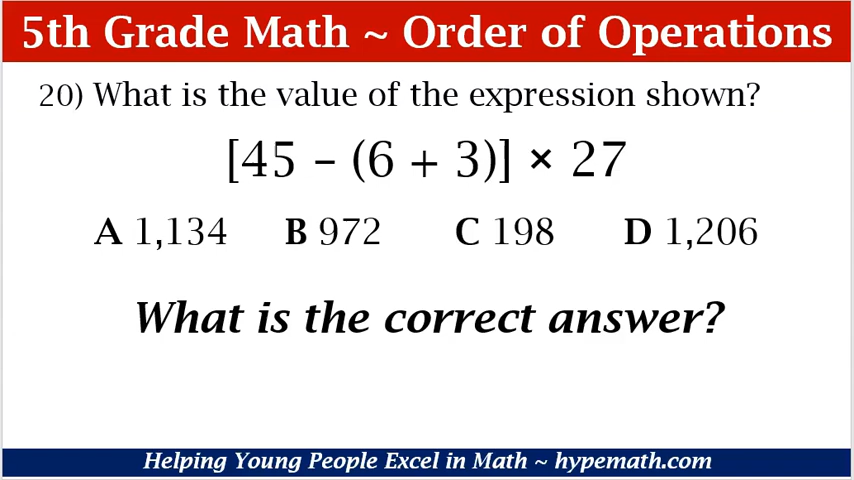 5th Grade Math ~ Order of Operations
20) What is the value of the expression shown?
[45 – (6 + 3)] × 27
A 1,134 B 972 C 198 D 1,206
What is the correct answer?
Helping Young People Excel in Math ~ hypemath.com